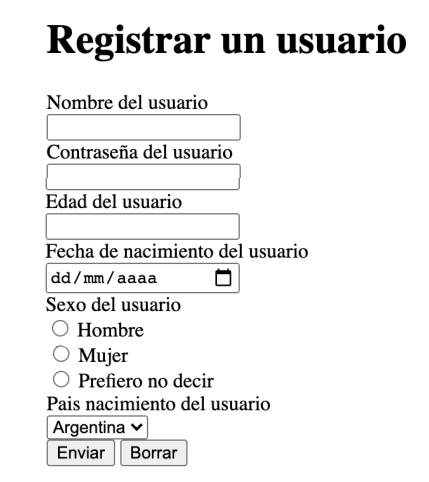 Registrar un usuario
Nombre del usuario
Contraseña del usuario
Edad del usuario
Fecha de nacimiento del usuario
dd/mm/aaaa
Sexo del usuario
Hombre
Mujer
Prefiero no decir
Pais nacimiento del usuario
Argentina
Enviar Borrar